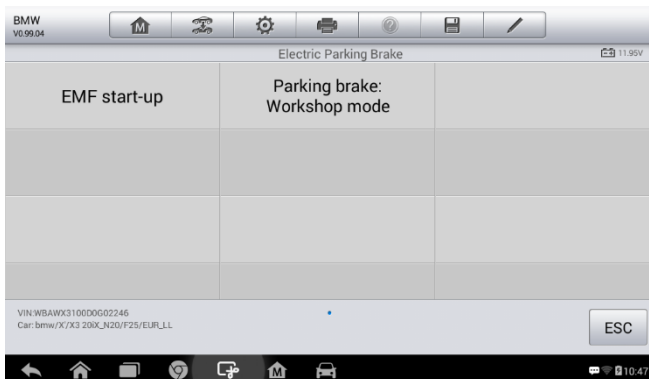 BMW
V0.99.04
M
Electric Parking Brake
11.95V
EMF start-up
Parking brake:
Workshop mode
VIN:WBAWX3100D0G02246
Car: bmw/X'/X3 20iX_N20/F25/EUR_LL
ESC
M
10:47